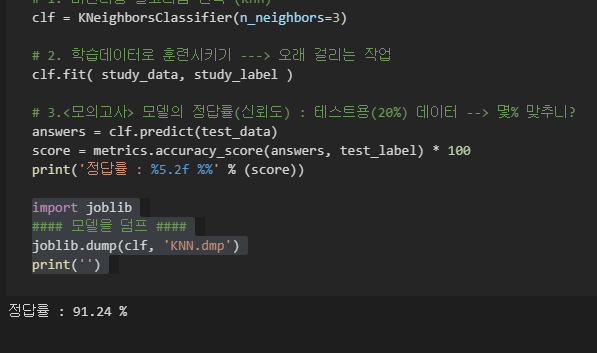 clf = KNeighborsClassifier(n_neighbors=3)
# 2. 학습데이터로 훈련시키기 ---> 오래 걸리는 작업
clf.fit( study_data, study_label )
# 3.<모의고사> 모델의 정답률(신뢰도) : 테스트용(20%) 데이터 --> 몇% 맞추니?
answers = clf.predict(test_data)
score = metrics.accuracy_score(answers, test_label) * 100
print('정답률 : %5.2f %%' % (score))
import joblib
#### 모델을 덤프 ####
joblib.dump(clf, 'KNN.dmp')
print('')
정답률 : 91.24 %